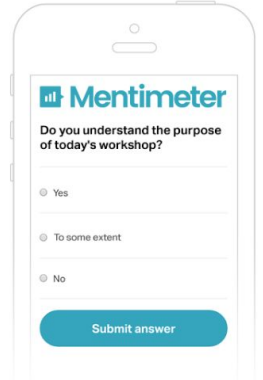 Mentimeter
Do you understand the purpose
of today's workshop?
Yes
To some extent
No
Submit answer